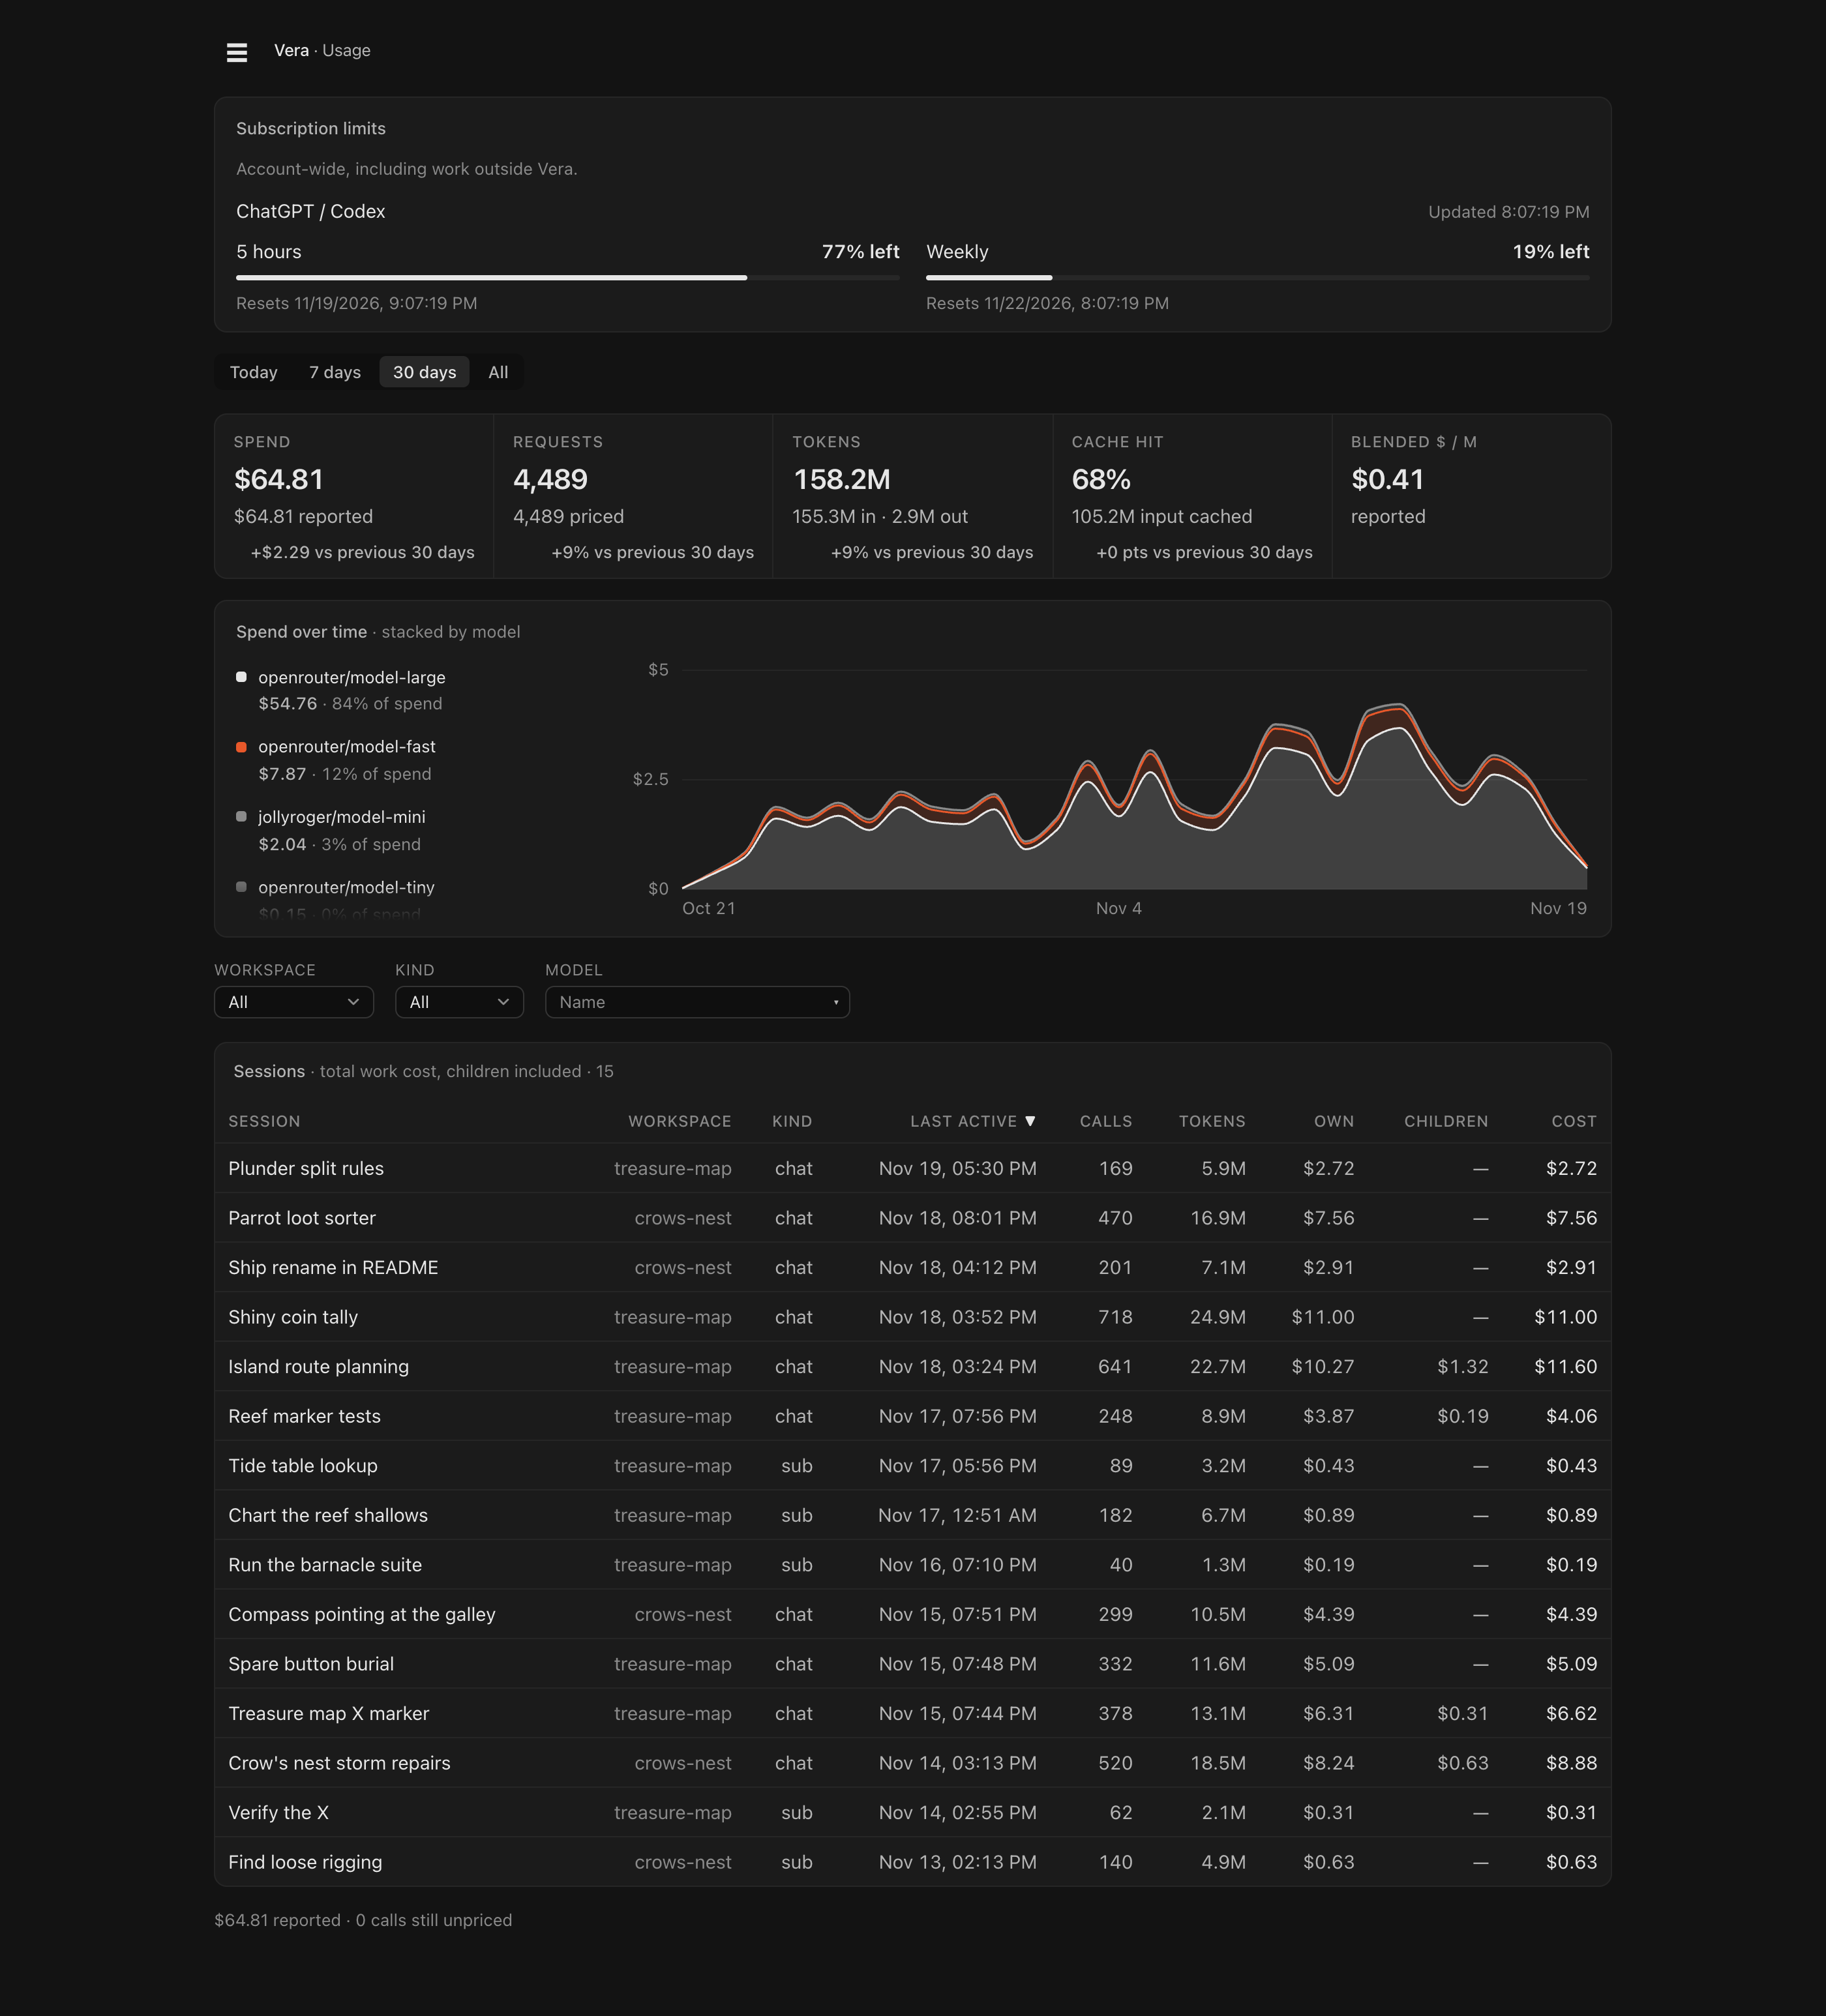 Vera · Usage
Subscription limits
Account-wide, including work outside Vera.
ChatGPT / Codex Updated 8:07:19 PM
5 hours 77% left Weekly 19% left
Resets 11/19/2026, 9:07:19 PM Resets 11/22/2026, 8:07:19 PM
Today 7 days 30 days All
SPEND REQUESTS TOKENS CACHE HIT BLENDED $ / M
$64.81 4,489 158.2M 68% $0.41
$64.81 reported 4,489 priced 155.3M in · 2.9M out 105.2M input cached reported
+$2.29 vs previous 30 days +9% vs previous 30 days +9% vs previous 30 days +0 pts vs previous 30 days
Spend over time · stacked by model
openrouter/model-large
$54.76 · 84% of spend
openrouter/model-fast
$7.87 · 12% of spend
jollyroger/model-mini
$2.04 · 3% of spend
openrouter/model-tiny
$0.15 · 0% of spend
$5
$2.5
$0
Oct 21 Nov 4 Nov 19
WORKSPACE KIND MODEL
All All Name
Sessions · total work cost, children included · 15
SESSION WORKSPACE KIND LAST ACTIVE ▼ CALLS TOKENS OWN CHILDREN COST
Plunder split rules treasure-map chat Nov 19, 05:30 PM 169 5.9M $2.72 — $2.72
Parrot loot sorter crows-nest chat Nov 18, 08:01 PM 470 16.9M $7.56 — $7.56
Ship rename in README crows-nest chat Nov 18, 04:12 PM 201 7.1M $2.91 — $2.91
Shiny coin tally treasure-map chat Nov 18, 03:52 PM 718 24.9M $11.00 — $11.00
Island route planning treasure-map chat Nov 18, 03:24 PM 641 22.7M $10.27 $1.32 $11.60
Reef marker tests treasure-map chat Nov 17, 07:56 PM 248 8.9M $3.87 $0.19 $4.06
Tide table lookup treasure-map sub Nov 17, 05:56 PM 89 3.2M $0.43 — $0.43
Chart the reef shallows treasure-map sub Nov 17, 12:51 AM 182 6.7M $0.89 — $0.89
Run the barnacle suite treasure-map sub Nov 16, 07:10 PM 40 1.3M $0.19 — $0.19
Compass pointing at the galley crows-nest chat Nov 15, 07:51 PM 299 10.5M $4.39 — $4.39
Spare button burial treasure-map chat Nov 15, 07:48 PM 332 11.6M $5.09 — $5.09
Treasure map X marker treasure-map chat Nov 15, 07:44 PM 378 13.1M $6.31 $0.31 $6.62
Crow's nest storm repairs crows-nest chat Nov 14, 03:13 PM 520 18.5M $8.24 $0.63 $8.88
Verify the X treasure-map sub Nov 14, 02:55 PM 62 2.1M $0.31 — $0.31
Find loose rigging crows-nest sub Nov 13, 02:13 PM 140 4.9M $0.63 — $0.63
$64.81 reported · 0 calls still unpriced